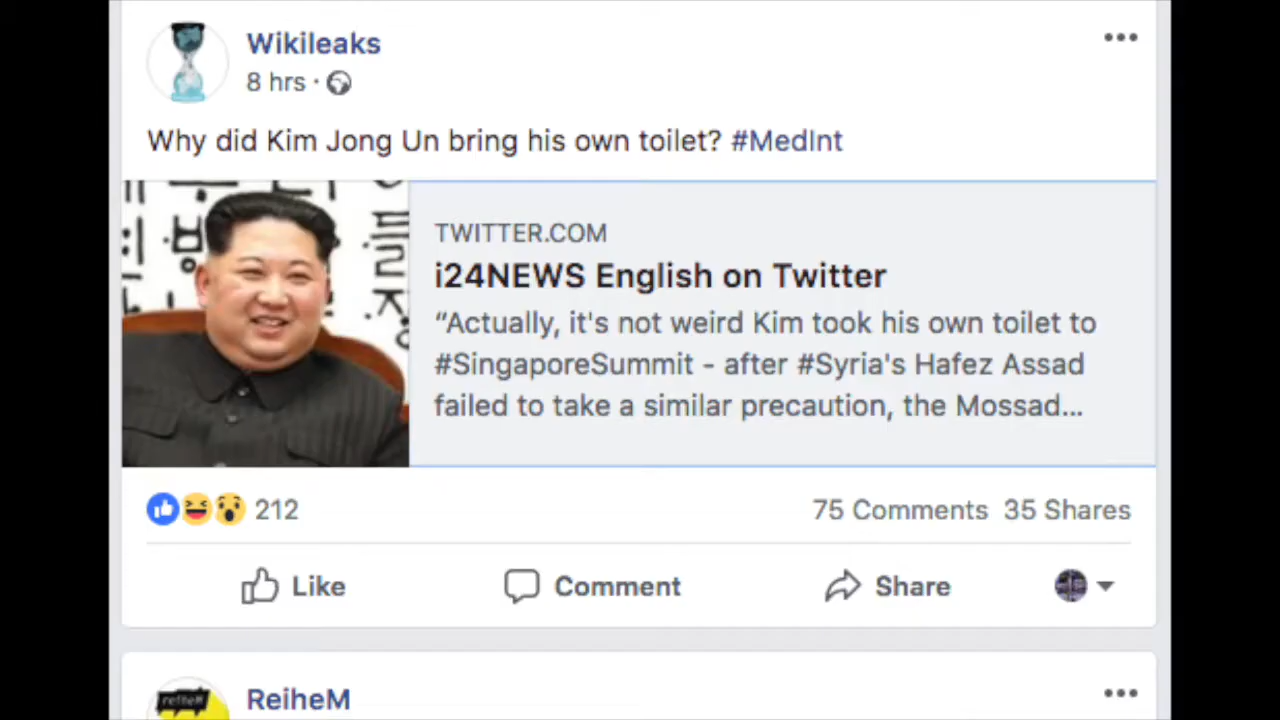 Wikileaks
8 hrs ·
Why did Kim Jong Un bring his own toilet? #MedInt
TWITTER.COM
i24NEWS English on Twitter
“Actually, it's not weird Kim took his own toilet to
#SingaporeSummit - after #Syria's Hafez Assad
failed to take a similar precaution, the Mossad...
212
75 Comments 35 Shares
Like
Comment
Share
reiheM
ReiheM